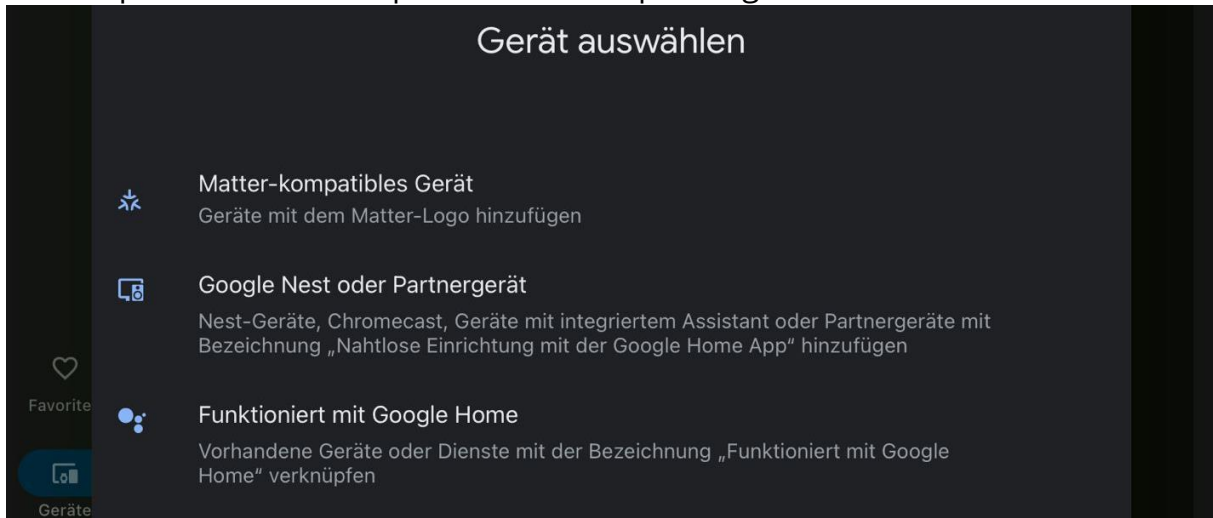 Gerät auswählen
Matter-kompatibles Gerät
Geräte mit dem Matter-Logo hinzufügen
Google Nest oder Partnergerät
Nest-Geräte, Chromecast, Geräte mit integriertem Assistant oder Partnergeräte mit
Bezeichnung „Nahtlose Einrichtung mit der Google Home App“ hinzufügen
Funktioniert mit Google Home
Vorhandene Geräte oder Dienste mit der Bezeichnung „Funktioniert mit Google
Home“ verknüpfen
Favorite
Geräte